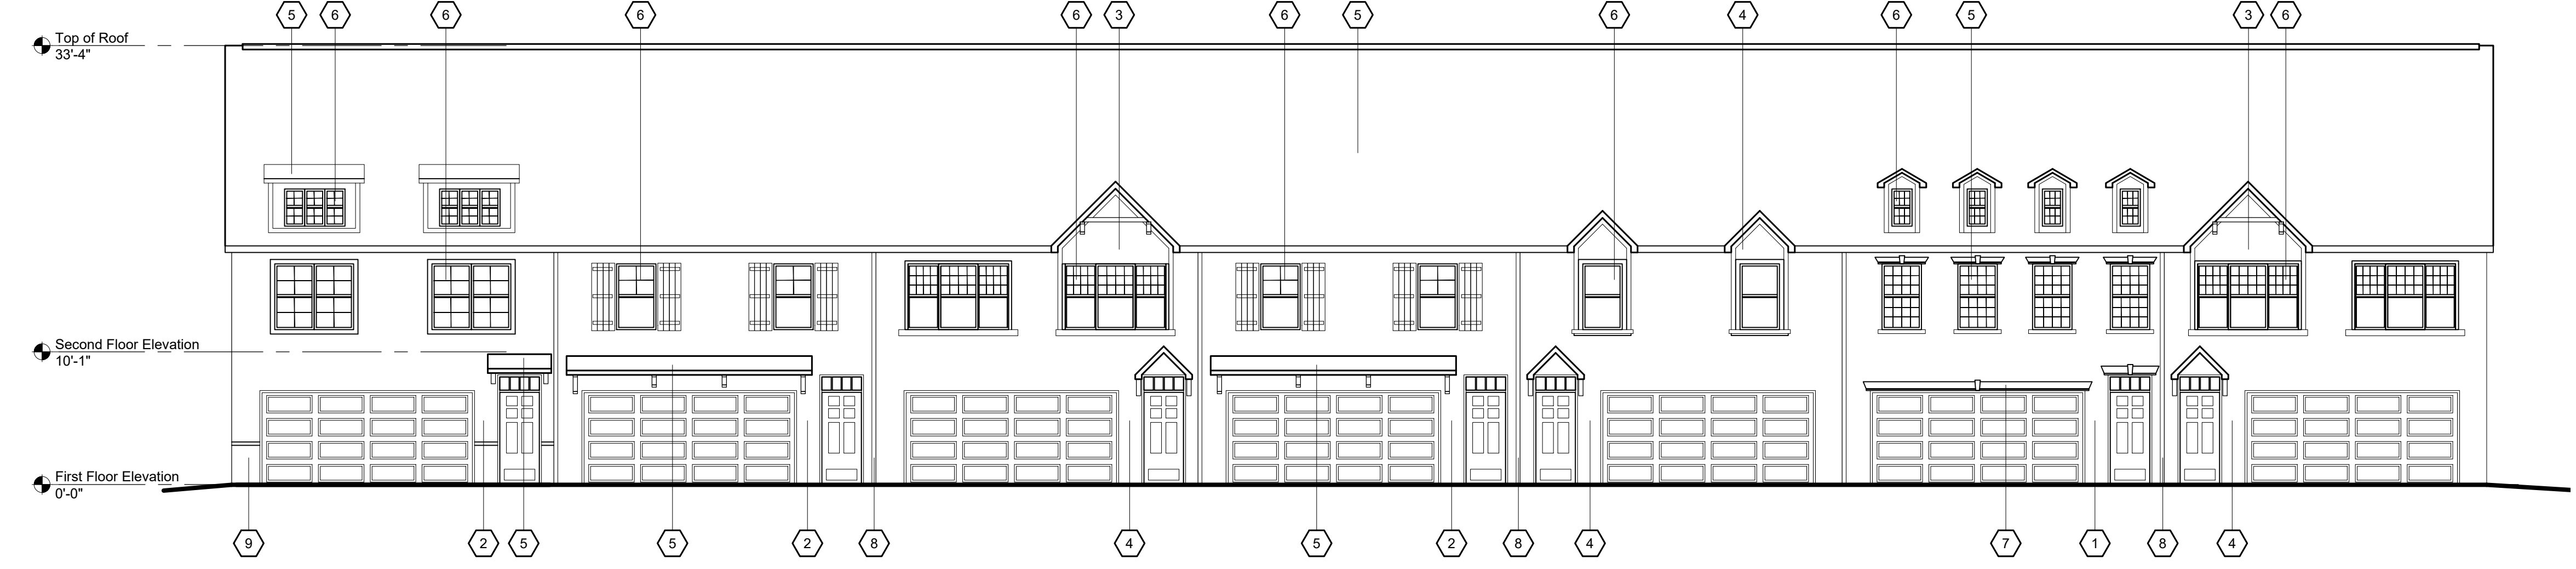 5 6 6 6 6 3 6 5 6 4 6 5 3 6
Top of Roof
33'-4"
Second Floor Elevation
10'-1"
First Floor Elevation
0'-0"
9 2 5 5 2 8 4 5 2 8 4 7 1 8 4